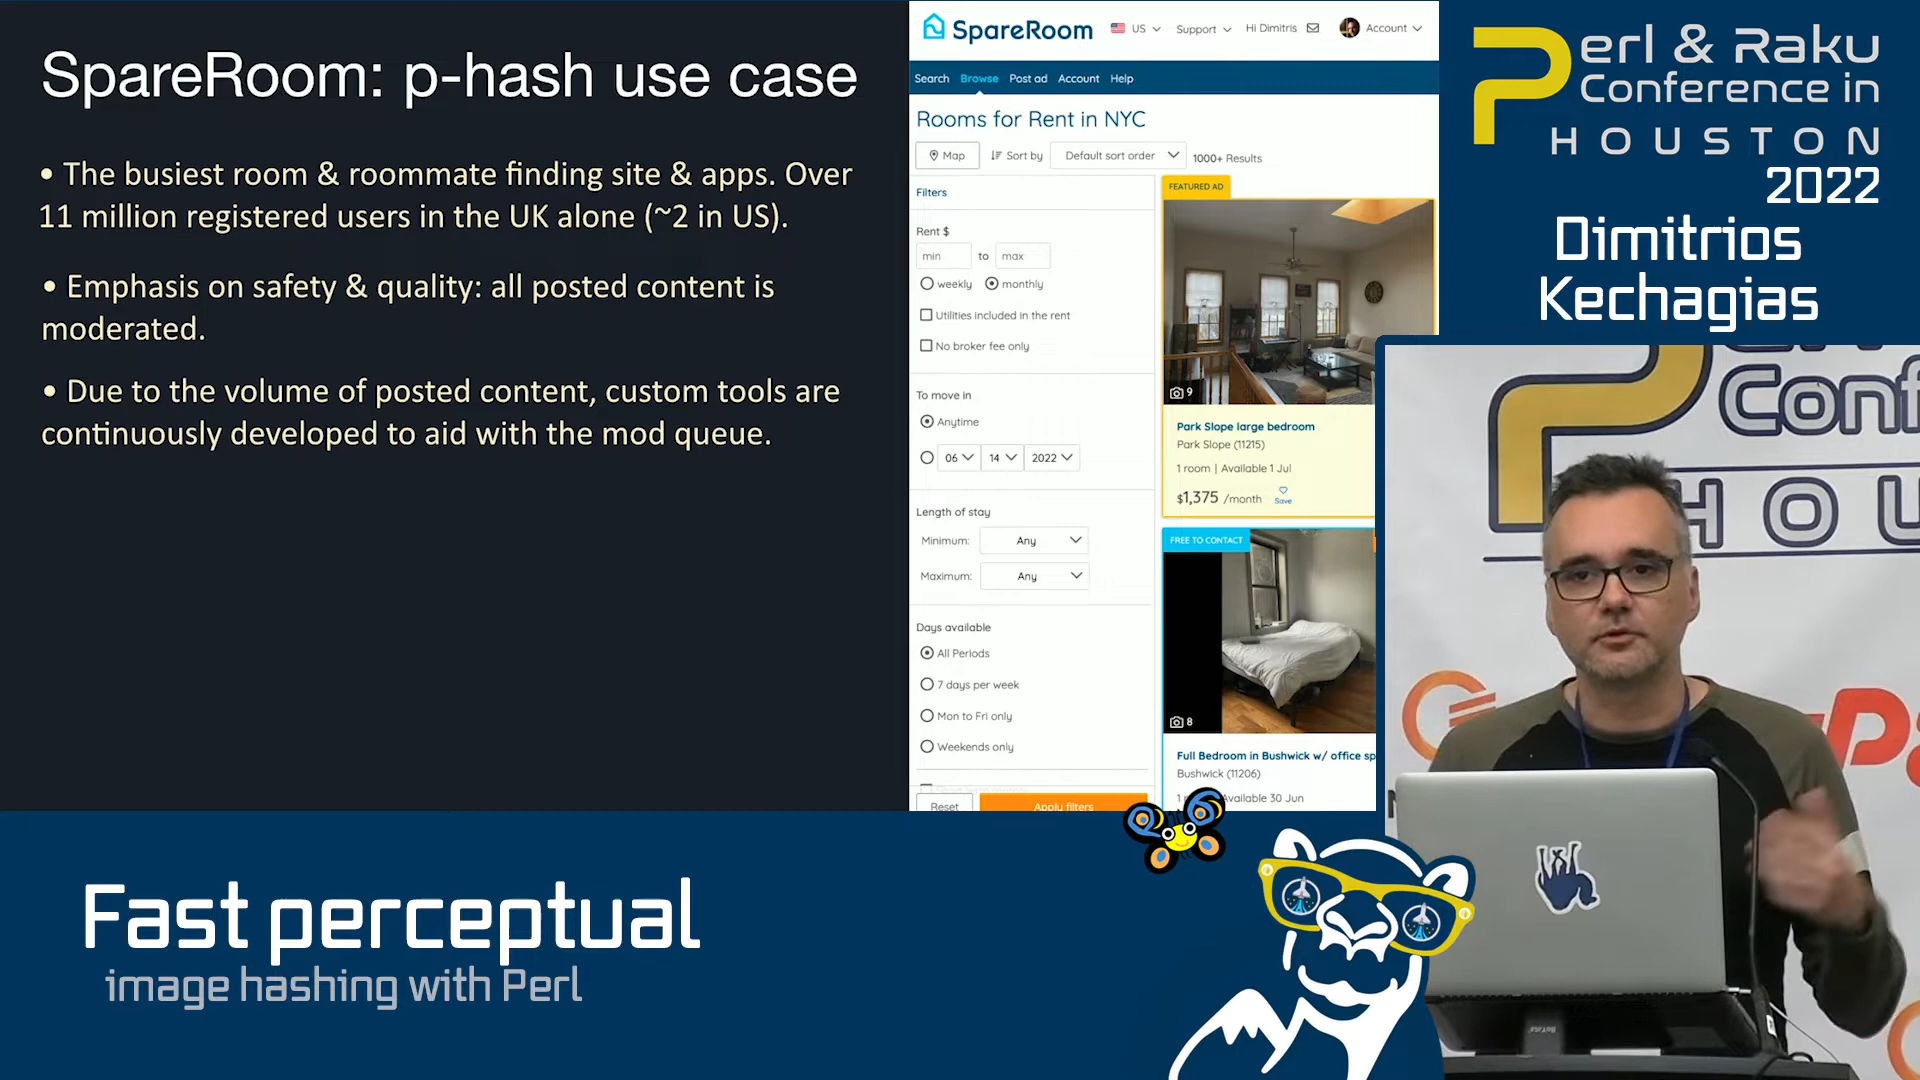 SpareRoom: p-hash use case
• The busiest room & roommate finding site & apps. Over
11 million registered users in the UK alone (~2 in US).
• Emphasis on safety & quality: all posted content is
moderated.
• Due to the volume of posted content, custom tools are
continuously developed to aid with the mod queue.
SpareRoom US Support Hi Dimitris Account
Search Browse Post ad Account Help
Rooms for Rent in NYC
Map Sort by Default sort order 1000+ Results
Filters
Rent $
min to max
weekly monthly
Utilities included in the rent
No broker fee only
To move in
Anytime
06 14 2022
Length of stay
Minimum: Any
Maximum: Any
Days available
All Periods
7 days per week
Mon to Fri only
Weekends only
Reset Apply filters
FEATURED AD
9
Park Slope large bedroom
Park Slope (11215)
1 room | Available 1 Jul
$1,375 /month Save
FREE TO CONTACT
8
Full Bedroom in Bushwick w/ office sp
Bushwick (11206)
Available 30 Jun
Perl & Raku
Conference in
HOUSTON
2022
Dimitrios
Kechagias
Conf
HOU
Fast perceptual
image hashing with Perl